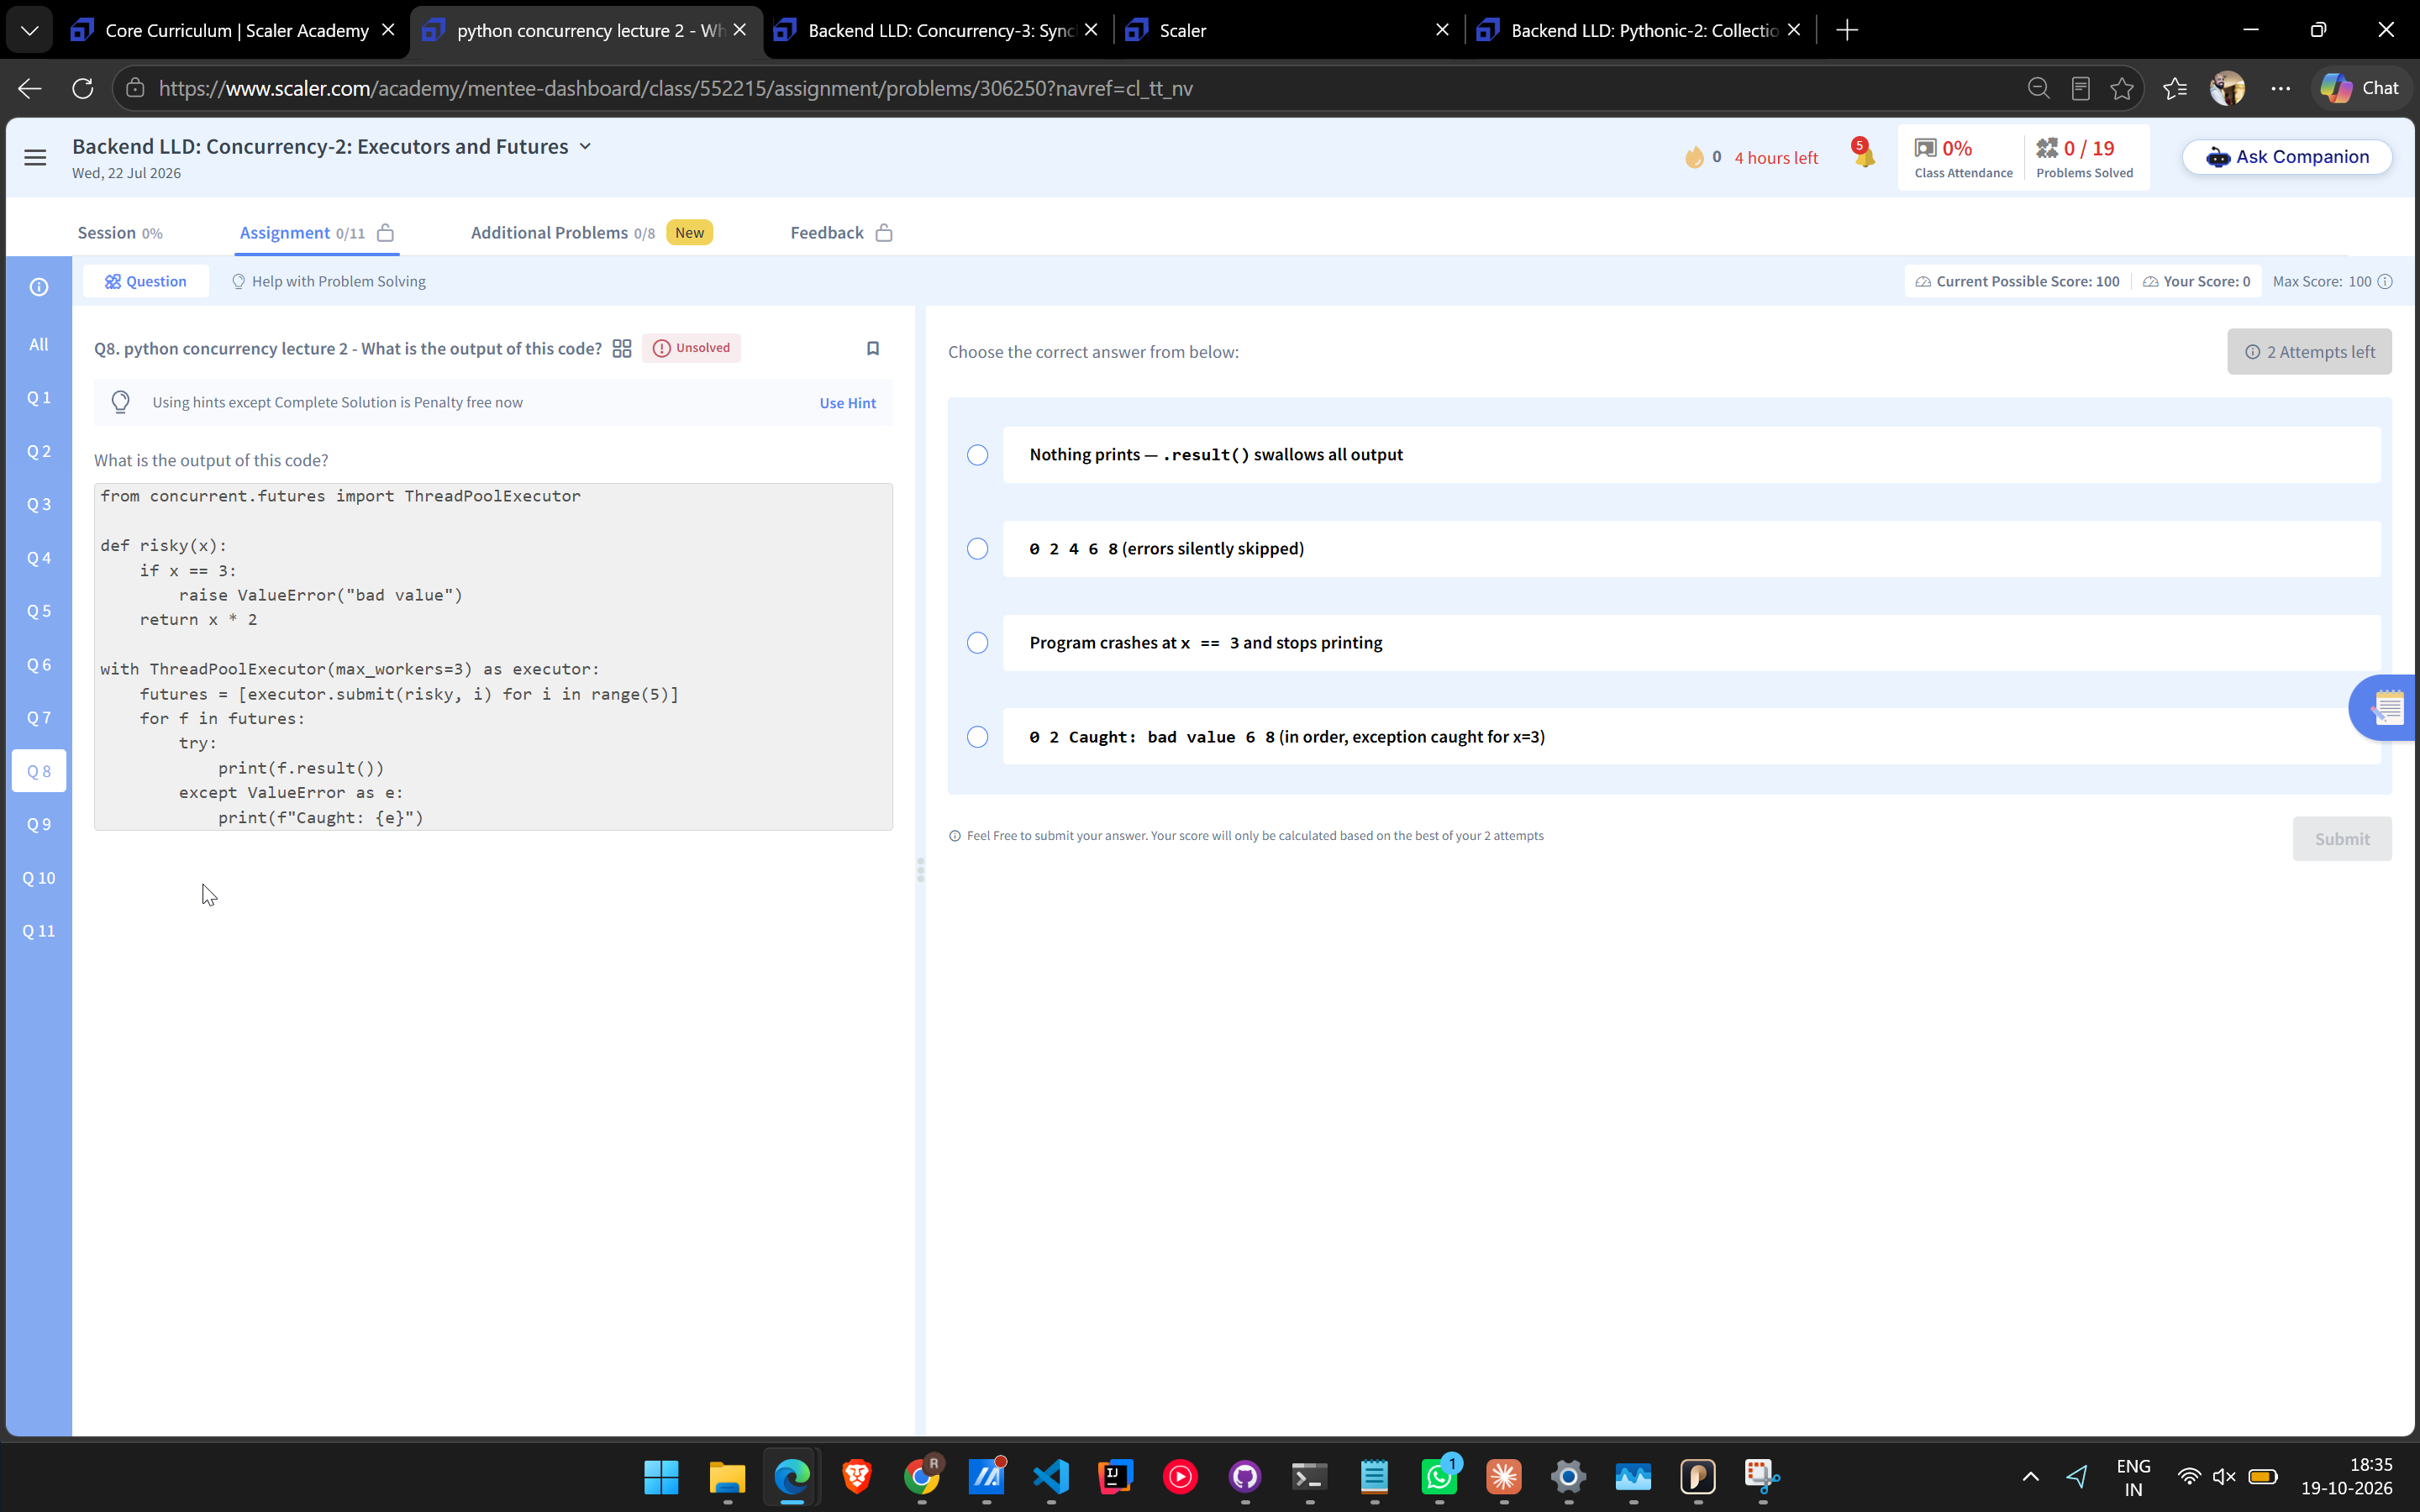 Core Curriculum | Scaler Academy
python concurrency lecture 2 - Wh
Backend LLD: Concurrency-3: Sync
Scaler
Backend LLD: Pythonic-2: Collectio
https://www.scaler.com/academy/mentee-dashboard/class/552215/assignment/problems/306250?navref=cl_tt_nv
Chat
Backend LLD: Concurrency-2: Executors and Futures
Wed, 22 Jul 2026
0 4 hours left
5
0%
Class Attendance
0 / 19
Problems Solved
Ask Companion
Session 0%
Assignment 0/11
Additional Problems 0/8 New
Feedback
Question
Help with Problem Solving
Current Possible Score: 100
Your Score: 0
Max Score: 100
All
Q 1
Q 2
Q 3
Q 4
Q 5
Q 6
Q 7
Q 8
Q 9
Q 10
Q 11
Q8. python concurrency lecture 2 - What is the output of this code?
Unsolved
Using hints except Complete Solution is Penalty free now
Use Hint
What is the output of this code?
from concurrent.futures import ThreadPoolExecutor
def risky(x):
    if x == 3:
        raise ValueError("bad value")
    return x * 2
with ThreadPoolExecutor(max_workers=3) as executor:
    futures = [executor.submit(risky, i) for i in range(5)]
    for f in futures:
        try:
            print(f.result())
        except ValueError as e:
            print(f"Caught: {e}")
Choose the correct answer from below:
2 Attempts left
Nothing prints — .result() swallows all output
0 2 4 6 8 (errors silently skipped)
Program crashes at x == 3 and stops printing
0 2 Caught: bad value 6 8 (in order, exception caught for x=3)
Feel Free to submit your answer. Your score will only be calculated based on the best of your 2 attempts
Submit
R
IJ
1
ENG
IN
18:35
19-10-2026